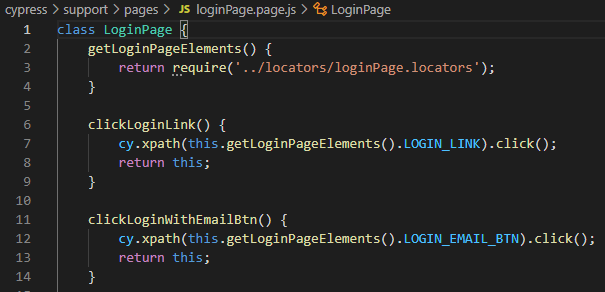 cypress > support > pages > loginPage.page.js > LoginPage
1 class LoginPage {
2     getLoginPageElements() {
3         return require('../locators/loginPage.locators');
4     }
5
6     clickLoginLink() {
7         cy.xpath(this.getLoginPageElements().LOGIN_LINK).click();
8         return this;
9     }
10
11     clickLoginWithEmailBtn() {
12         cy.xpath(this.getLoginPageElements().LOGIN_EMAIL_BTN).click();
13         return this;
14     }